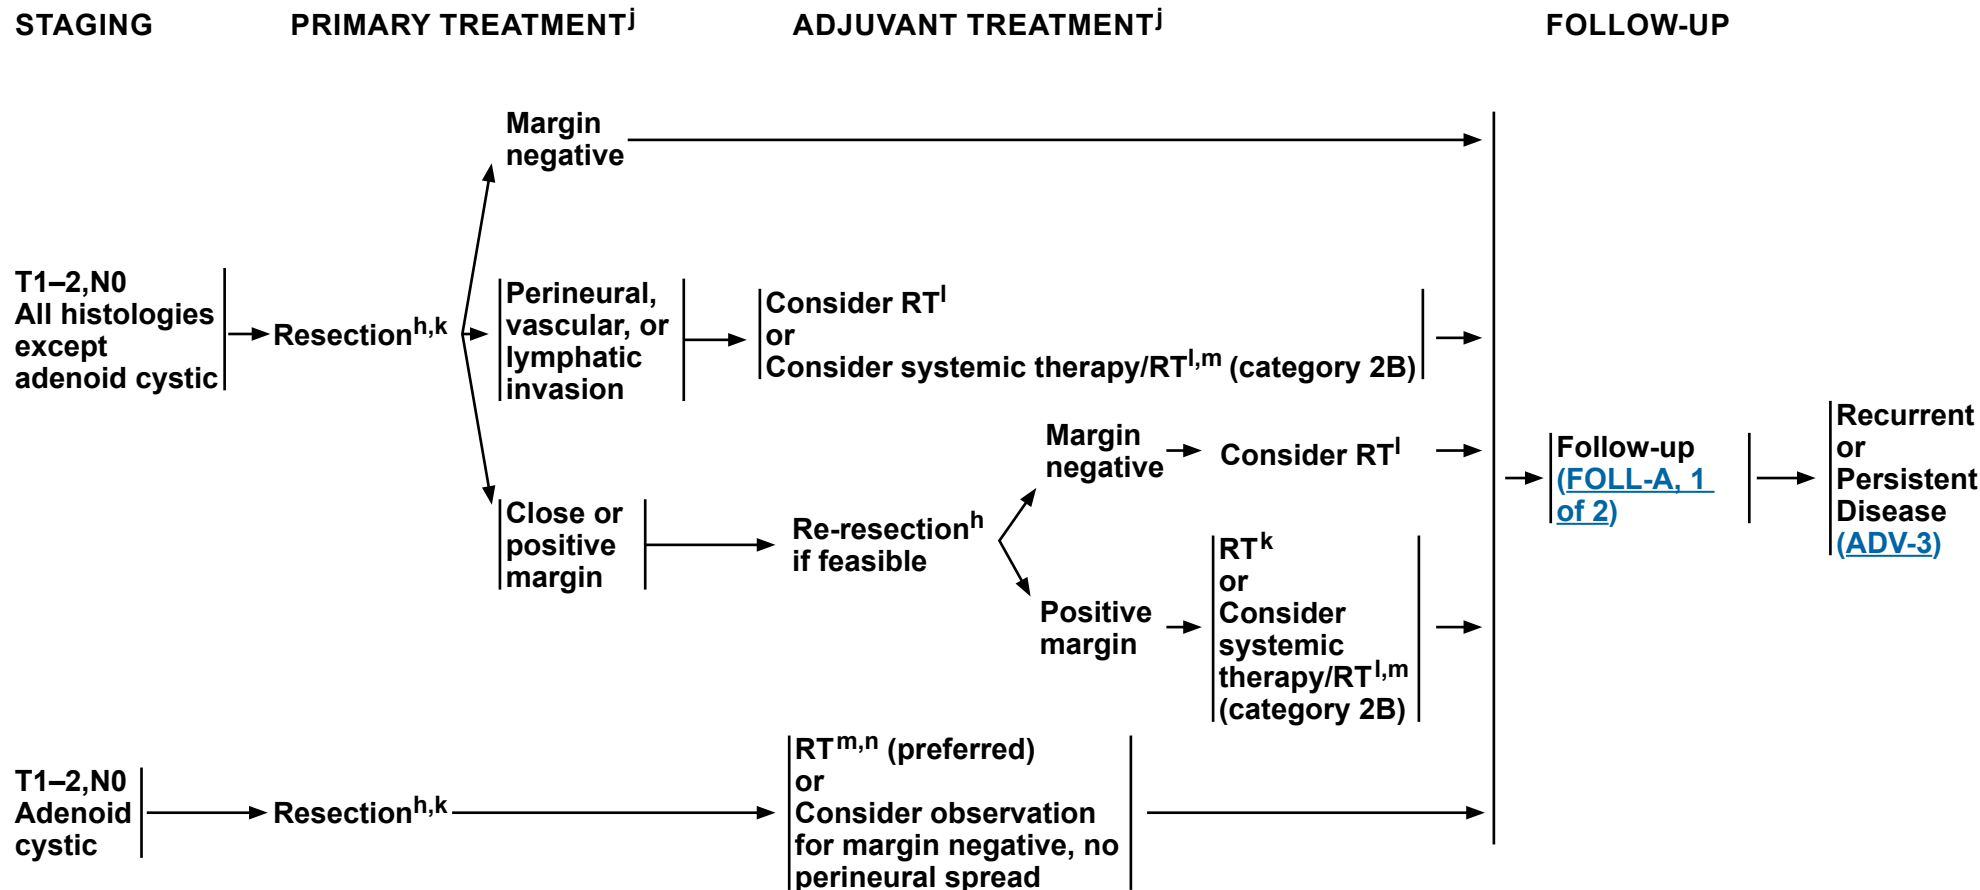 STAGING
PRIMARY TREATMENTj
ADJUVANT TREATMENTj
FOLLOW-UP
T1–2,N0
All histologies
except
adenoid cystic
Resectionh,k
Margin
negative
Perineural,
vascular, or
lymphatic
invasion
Consider RTl
or
Consider systemic therapy/RTl,m (category 2B)
Close or
positive
margin
Re-resectionh
if feasible
Margin
negative
Consider RTl
Positive
margin
RTk
or
Consider
systemic
therapy/RTl,m
(category 2B)
T1–2,N0
Adenoid
cystic
Resectionh,k
RTm,n (preferred)
or
Consider observation
for margin negative, no
perineural spread
Follow-up
(FOLL-A, 1
of 2)
Recurrent
or
Persistent
Disease
(ADV-3)